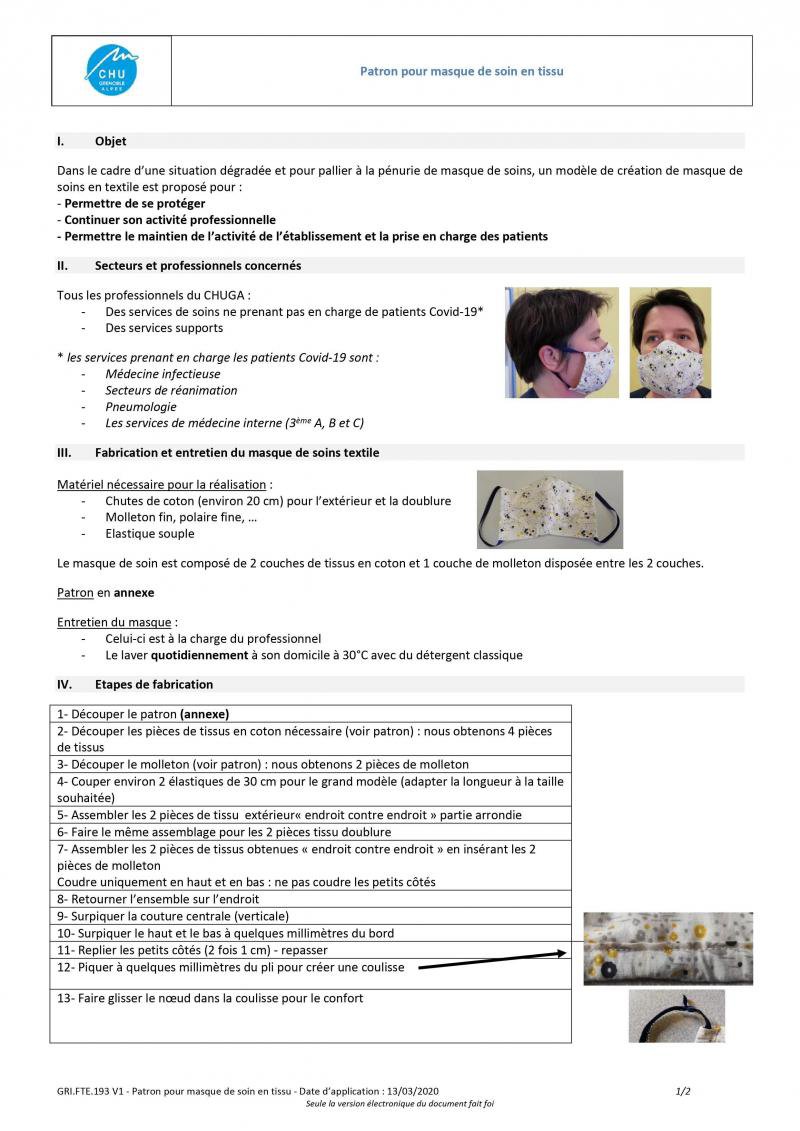 CHU
GRENOBLE
ALPES
Patron pour masque de soin en tissu
I. Objet
Dans le cadre d’une situation dégradée et pour pallier à la pénurie de masque de soins, un modèle de création de masque de
soins en textile est proposé pour :
- Permettre de se protéger
- Continuer son activité professionnelle
- Permettre le maintien de l’activité de l’établissement et la prise en charge des patients
II. Secteurs et professionnels concernés
Tous les professionnels du CHUGA :
- Des services de soins ne prenant pas en charge de patients Covid-19*
- Des services supports
* les services prenant en charge les patients Covid-19 sont :
- Médecine infectieuse
- Secteurs de réanimation
- Pneumologie
- Les services de médecine interne (3ème A, B et C)
III. Fabrication et entretien du masque de soins textile
Matériel nécessaire pour la réalisation :
- Chutes de coton (environ 20 cm) pour l’extérieur et la doublure
- Molleton fin, polaire fine, …
- Elastique souple
Le masque de soin est composé de 2 couches de tissus en coton et 1 couche de molleton disposée entre les 2 couches.
Patron en annexe
Entretien du masque :
- Celui-ci est à la charge du professionnel
- Le laver quotidiennement à son domicile à 30°C avec du détergent classique
IV. Etapes de fabrication
1- Découper le patron (annexe)
2- Découper les pièces de tissus en coton nécessaire (voir patron) : nous obtenons 4 pièces
de tissus
3- Découper le molleton (voir patron) : nous obtenons 2 pièces de molleton
4- Couper environ 2 élastiques de 30 cm pour le grand modèle (adapter la longueur à la taille
souhaitée)
5- Assembler les 2 pièces de tissu extérieur« endroit contre endroit » partie arrondie
6- Faire le même assemblage pour les 2 pièces tissu doublure
7- Assembler les 2 pièces de tissus obtenues « endroit contre endroit » en insérant les 2
pièces de molleton
Coudre uniquement en haut et en bas : ne pas coudre les petits côtés
8- Retourner l’ensemble sur l’endroit
9- Surpiquer la couture centrale (verticale)
10- Surpiquer le haut et le bas à quelques millimètres du bord
11- Replier les petits côtés (2 fois 1 cm) - repasser
12- Piquer à quelques millimètres du pli pour créer une coulisse
13- Faire glisser le nœud dans la coulisse pour le confort
GRI.FTE.193 V1 - Patron pour masque de soin en tissu - Date d’application : 13/03/2020 1/2
Seule la version électronique du document fait foi